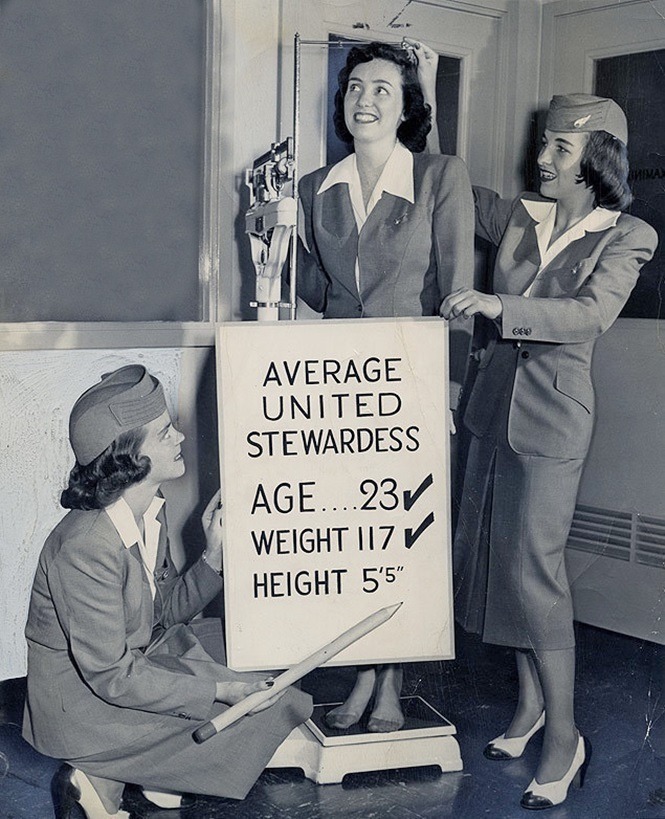 AVERAGE
UNITED
STEWARDESS
AGE....23✓
WEIGHT 117✓
HEIGHT 5'5"